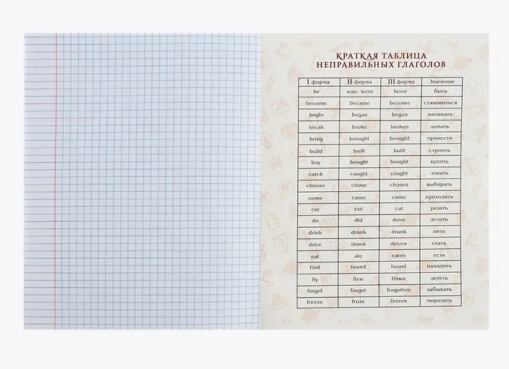 КРАТКАЯ ТАБЛИЦА
НЕПРАВИЛЬНЫХ ГЛАГОЛОВ
I форма II форма III форма Значение
be was, were been быть
become became become становиться
begin began begun начинать
break broke broken ломать
bring brought brought принести
build built built строить
buy bought bought купить
catch caught caught ловить
choose chose chosen выбирать
come came come приходить
cut cut cut резать
do did done делать
drink drank drunk пить
drive drove driven ехать
eat ate eaten есть
find found found находить
fly flew flown лететь
forget forgot forgotten забывать
freeze froze frozen морозить